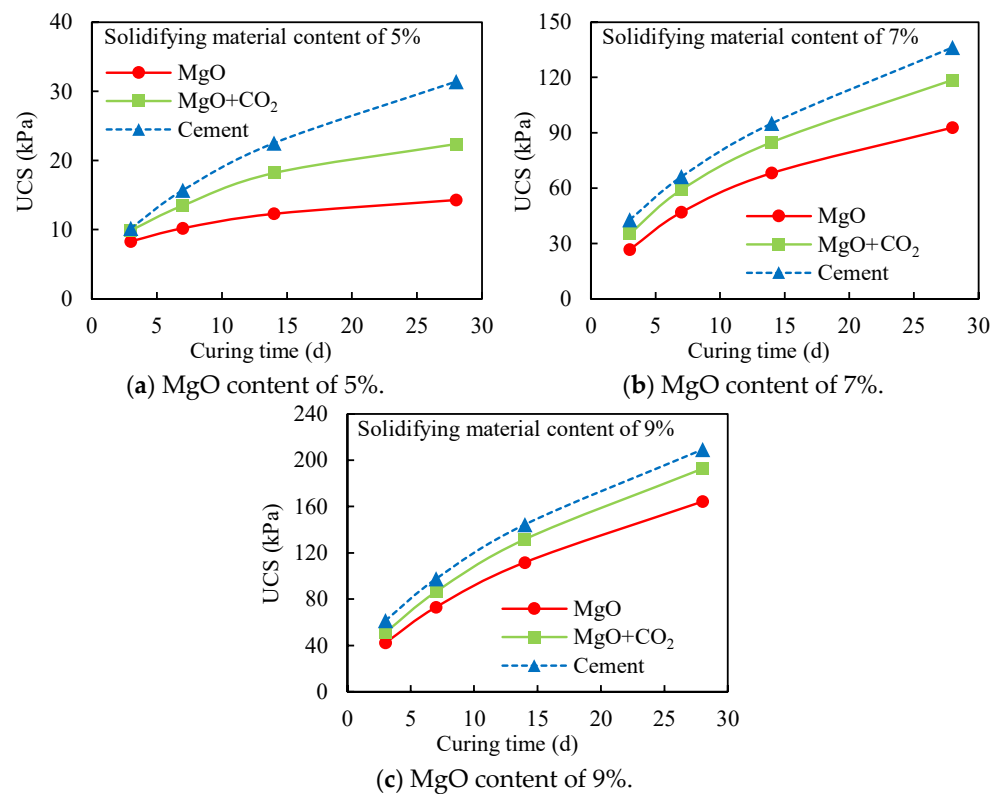 Solidifying material content of 5%
MgO
MgO+CO₂
Cement
UCS (kPa)
40
30
20
10
0
0 5 10 15 20 25 30
Curing time (d)
(a) MgO content of 5%.
Solidifying material content of 7%
MgO
MgO+CO₂
Cement
UCS (kPa)
150
120
90
60
30
0
0 5 10 15 20 25 30
Curing time (d)
(b) MgO content of 7%.
Solidifying material content of 9%
MgO
MgO+CO₂
Cement
UCS (kPa)
240
200
160
120
80
40
0
0 5 10 15 20 25 30
Curing time (d)
(c) MgO content of 9%.